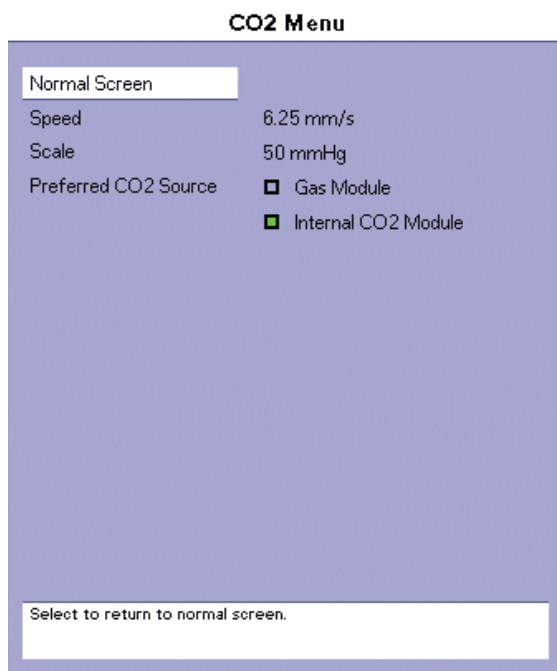 CO2 Menu
Normal Screen
Speed 6.25 mm/s
Scale 50 mmHg
Preferred CO2 Source Gas Module
Internal CO2 Module
Select to return to normal screen.